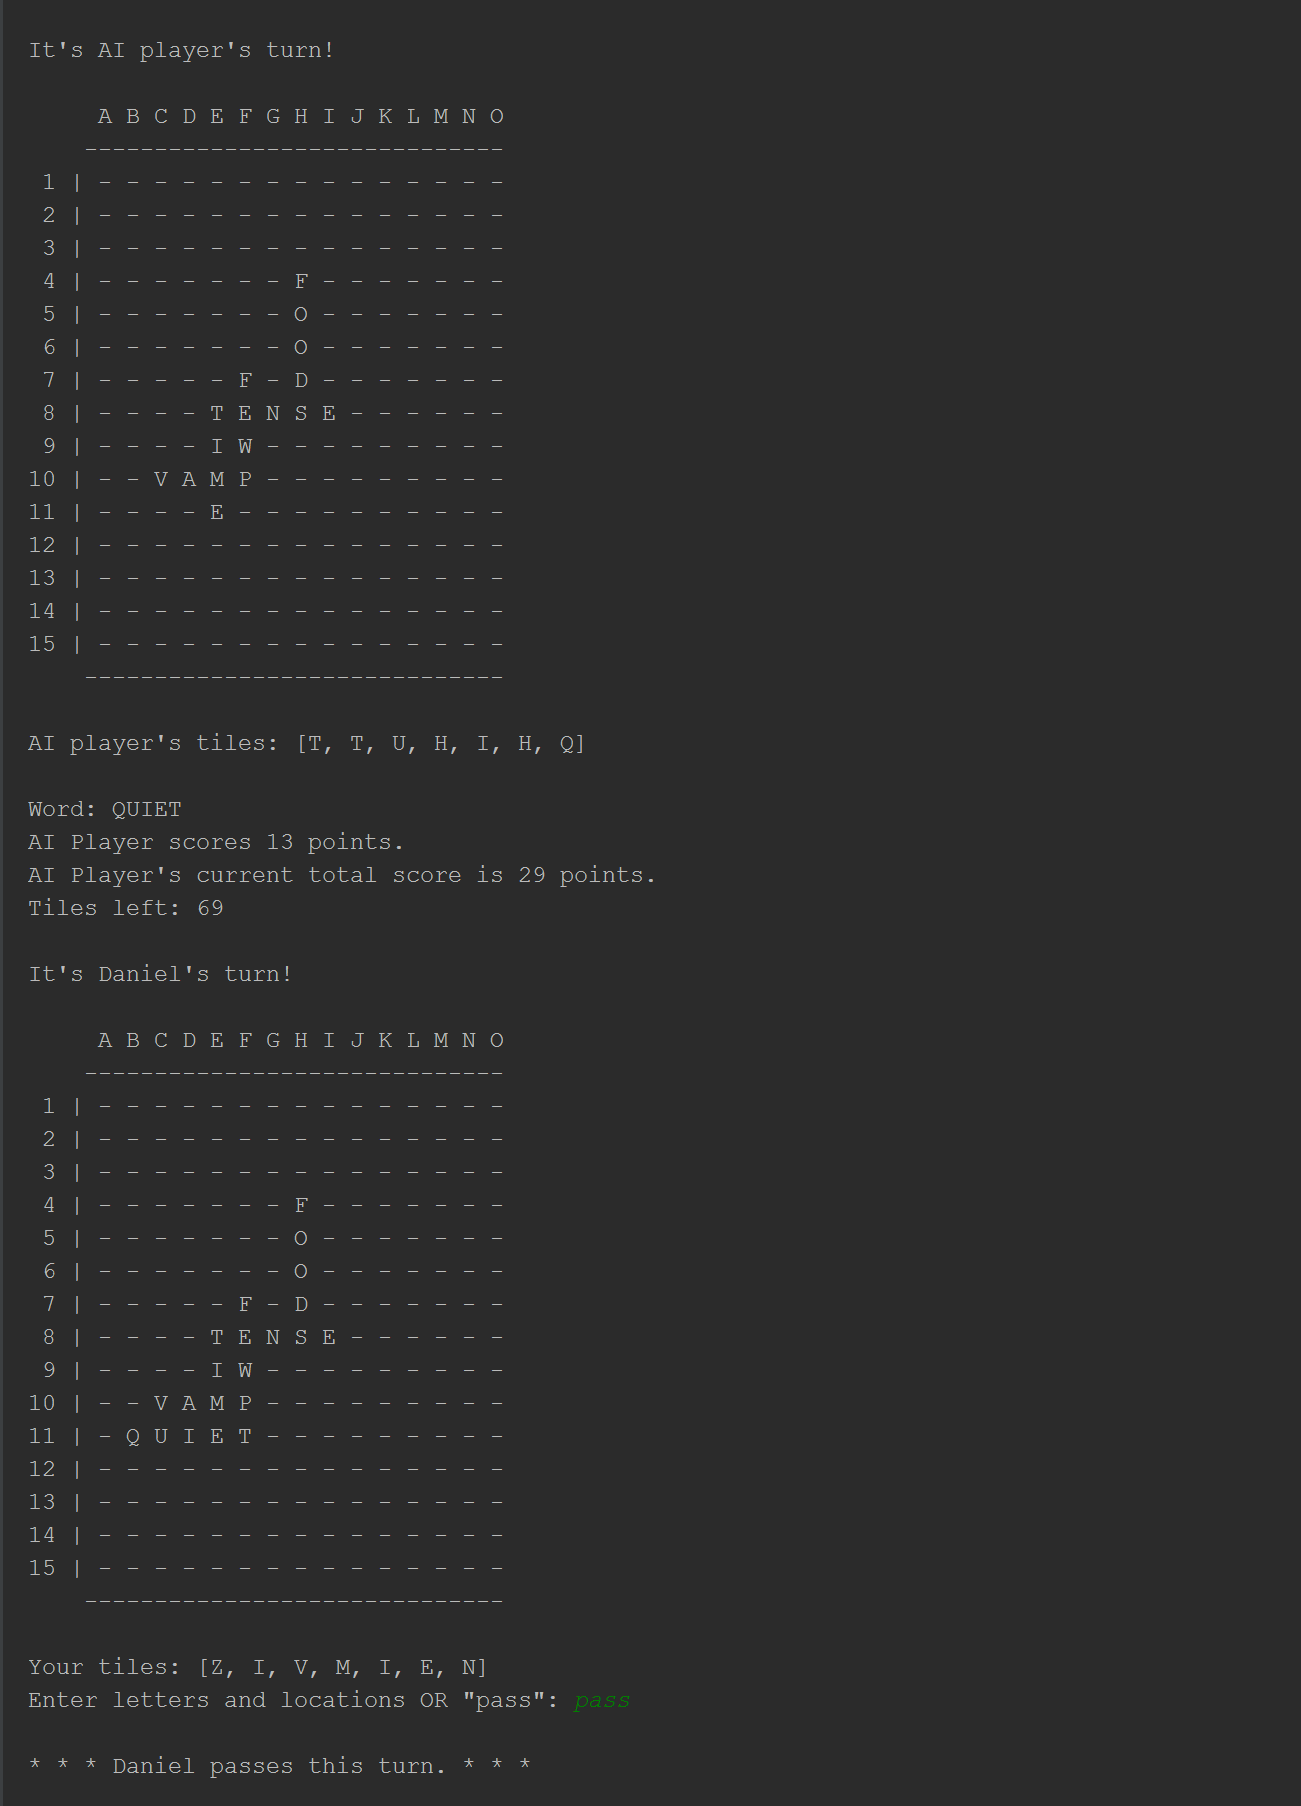 It's AI player's turn!
A B C D E F G H I J K L M N O
------------------------------
1 | - - - - - - - - - - - - - - -
2 | - - - - - - - - - - - - - - -
3 | - - - - - - - - - - - - - - -
4 | - - - - - - - F - - - - - - -
5 | - - - - - - - O - - - - - - -
6 | - - - - - - - O - - - - - - -
7 | - - - - - F - D - - - - - - -
8 | - - - - T E N S E - - - - - -
9 | - - - - I W - - - - - - - - -
10 | - - V A M P - - - - - - - - -
11 | - - - - E - - - - - - - - - -
12 | - - - - - - - - - - - - - - -
13 | - - - - - - - - - - - - - - -
14 | - - - - - - - - - - - - - - -
15 | - - - - - - - - - - - - - - -
------------------------------
AI player's tiles: [T, T, U, H, I, H, Q]
Word: QUIET
AI Player scores 13 points.
AI Player's current total score is 29 points.
Tiles left: 69
It's Daniel's turn!
A B C D E F G H I J K L M N O
------------------------------
1 | - - - - - - - - - - - - - - -
2 | - - - - - - - - - - - - - - -
3 | - - - - - - - - - - - - - - -
4 | - - - - - - - F - - - - - - -
5 | - - - - - - - O - - - - - - -
6 | - - - - - - - O - - - - - - -
7 | - - - - - F - D - - - - - - -
8 | - - - - T E N S E - - - - - -
9 | - - - - I W - - - - - - - - -
10 | - - V A M P - - - - - - - - -
11 | - Q U I E T - - - - - - - - -
12 | - - - - - - - - - - - - - - -
13 | - - - - - - - - - - - - - - -
14 | - - - - - - - - - - - - - - -
15 | - - - - - - - - - - - - - - -
------------------------------
Your tiles: [Z, I, V, M, I, E, N]
Enter letters and locations OR "pass": pass
* * * Daniel passes this turn. * * *